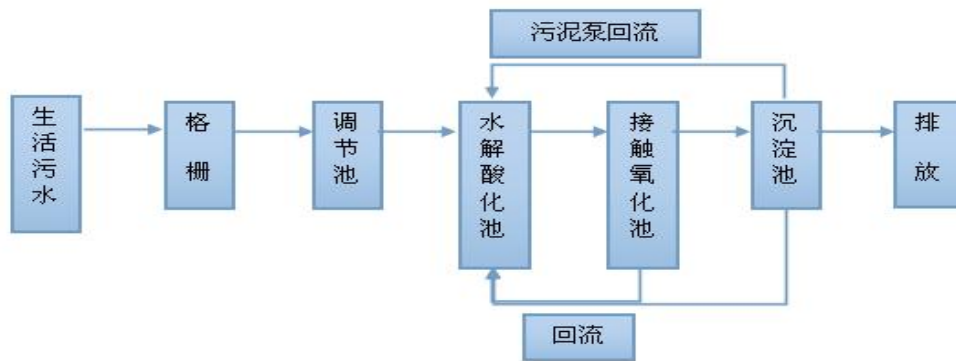 污泥泵回流
生活污水
格栅
调节池
水解酸化池
接触氧化池
沉淀池
排放
回流